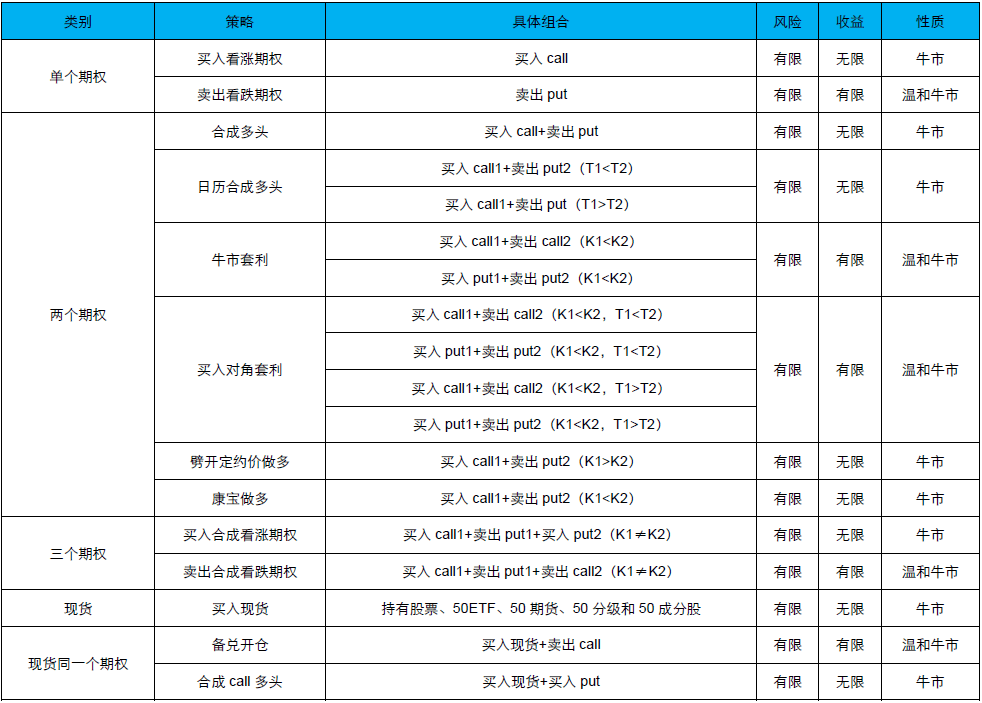 类别 策略 具体组合 风险 收益 性质
单个期权 买入看涨期权 买入 call 有限 无限 牛市
卖出看跌期权 卖出 put 有限 有限 温和牛市
两个期权 合成多头 买入 call+卖出 put 有限 无限 牛市
日历合成多头 买入 call1+卖出 put2（T1<T2） 有限 无限 牛市
买入 call1+卖出 put（T1>T2）
牛市套利 买入 call1+卖出 call2（K1<K2） 有限 有限 温和牛市
买入 put1+卖出 put2（K1<K2）
买入对角套利 买入 call1+卖出 call2（K1<K2，T1<T2） 有限 有限 温和牛市
买入 put1+卖出 put2（K1<K2，T1<T2）
买入 call1+卖出 call2（K1<K2，T1>T2）
买入 put1+卖出 put2（K1<K2，T1>T2）
劈开定约价做多 买入 call1+卖出 put2（K1>K2） 有限 无限 牛市
康宝做多 买入 call1+卖出 put2（K1<K2） 有限 无限 牛市
三个期权 买入合成看涨期权 买入 call1+卖出 put1+买入 put2（K1≠K2） 有限 无限 牛市
卖出合成看跌期权 买入 call1+卖出 put1+卖出 call2（K1≠K2） 有限 有限 温和牛市
现货 买入现货 持有股票、50ETF、50 期货、50 分级和 50 成分股 有限 无限 牛市
现货同一个期权 备兑开仓 买入现货+卖出 call 有限 有限 温和牛市
合成 call 多头 买入现货+买入 put 有限 无限 牛市